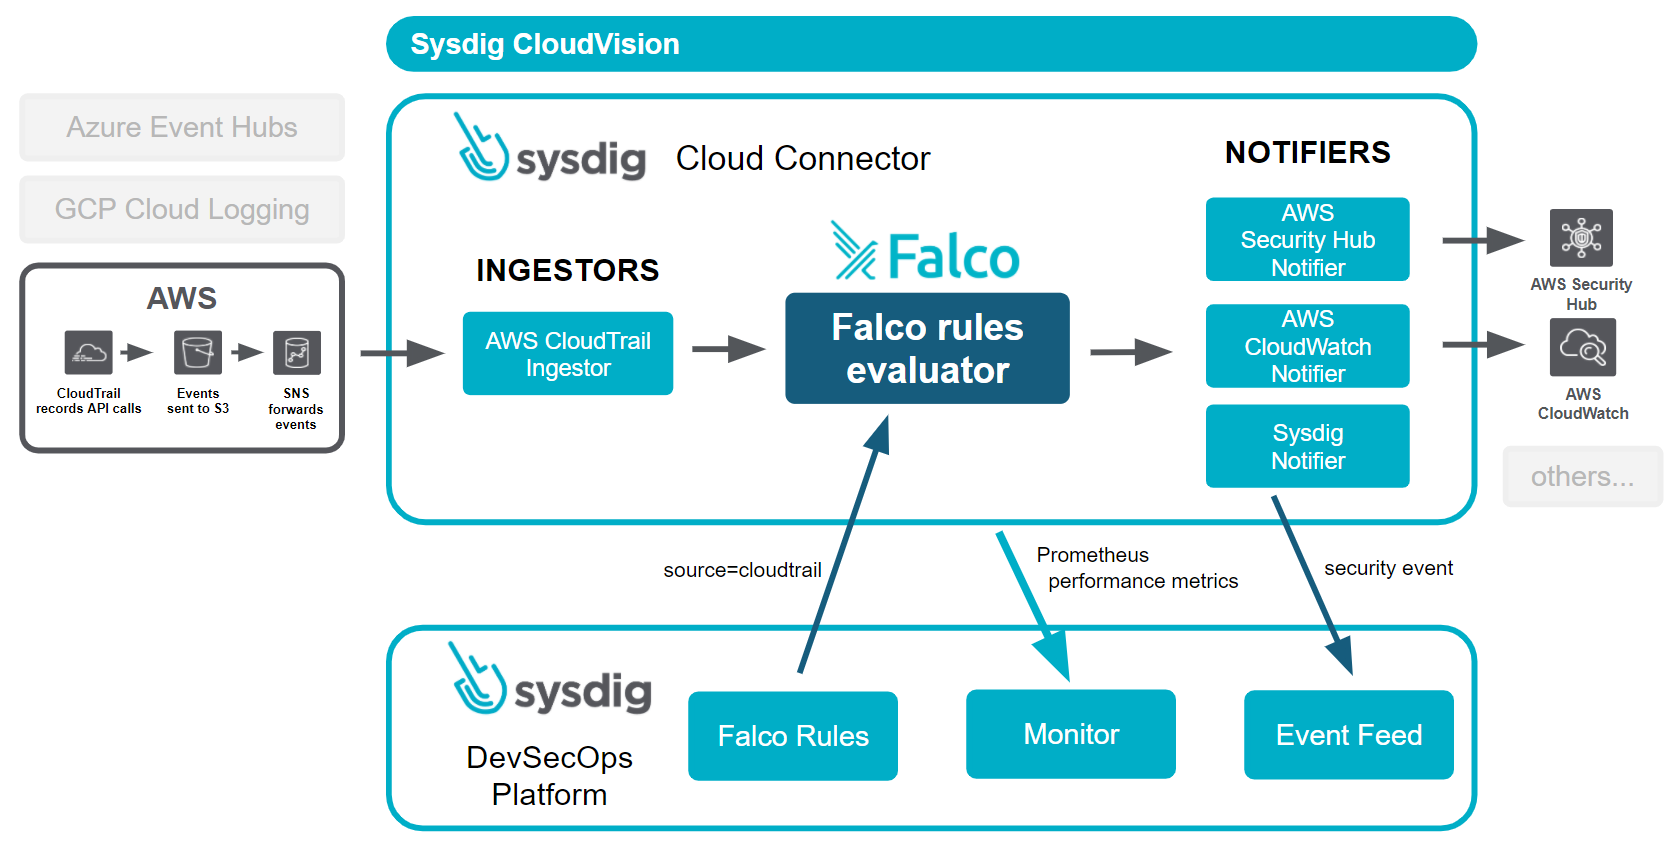 Sysdig CloudVision
Azure Event Hubs
GCP Cloud Logging
AWS
CloudTrail
records API calls
Events
sent to S3
SNS
forwards
events
sysdig
Cloud Connector
INGESTORS
AWS CloudTrail
Ingestor
Falco
Falco rules
evaluator
NOTIFIERS
AWS
Security Hub
Notifier
AWS
CloudWatch
Notifier
Sysdig
Notifier
AWS Security
Hub
AWS
CloudWatch
others...
source=cloudtrail
Prometheus
performance metrics
security event
sysdig
DevSecOps
Platform
Falco Rules
Monitor
Event Feed